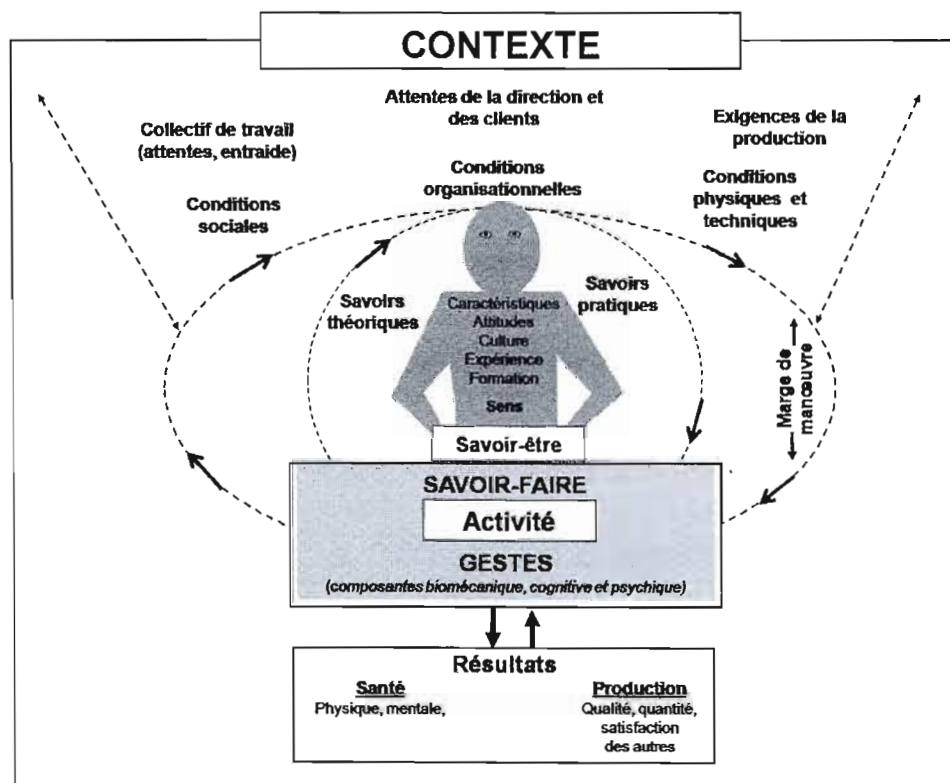 CONTEXTE
Attentes de la direction et
des clients
Collectif de travail
(attentes, entraide)
Exigences de la
production
Conditions
organisationnelles
Conditions
physiques et
techniques
Conditions
sociales
Savoirs
théoriques
Savoirs
pratiques
Caractéristiques
Attitudes
Culture
Expérience
Formation
Sens
Marge de
manœuvre
Savoir-être
SAVOIR-FAIRE
Activité
GESTES
(composantes biomécanique, cognitive et psychique)
Résultats
Santé
Physique, mentale,
Production
Qualité, quantité,
satisfaction
des autres